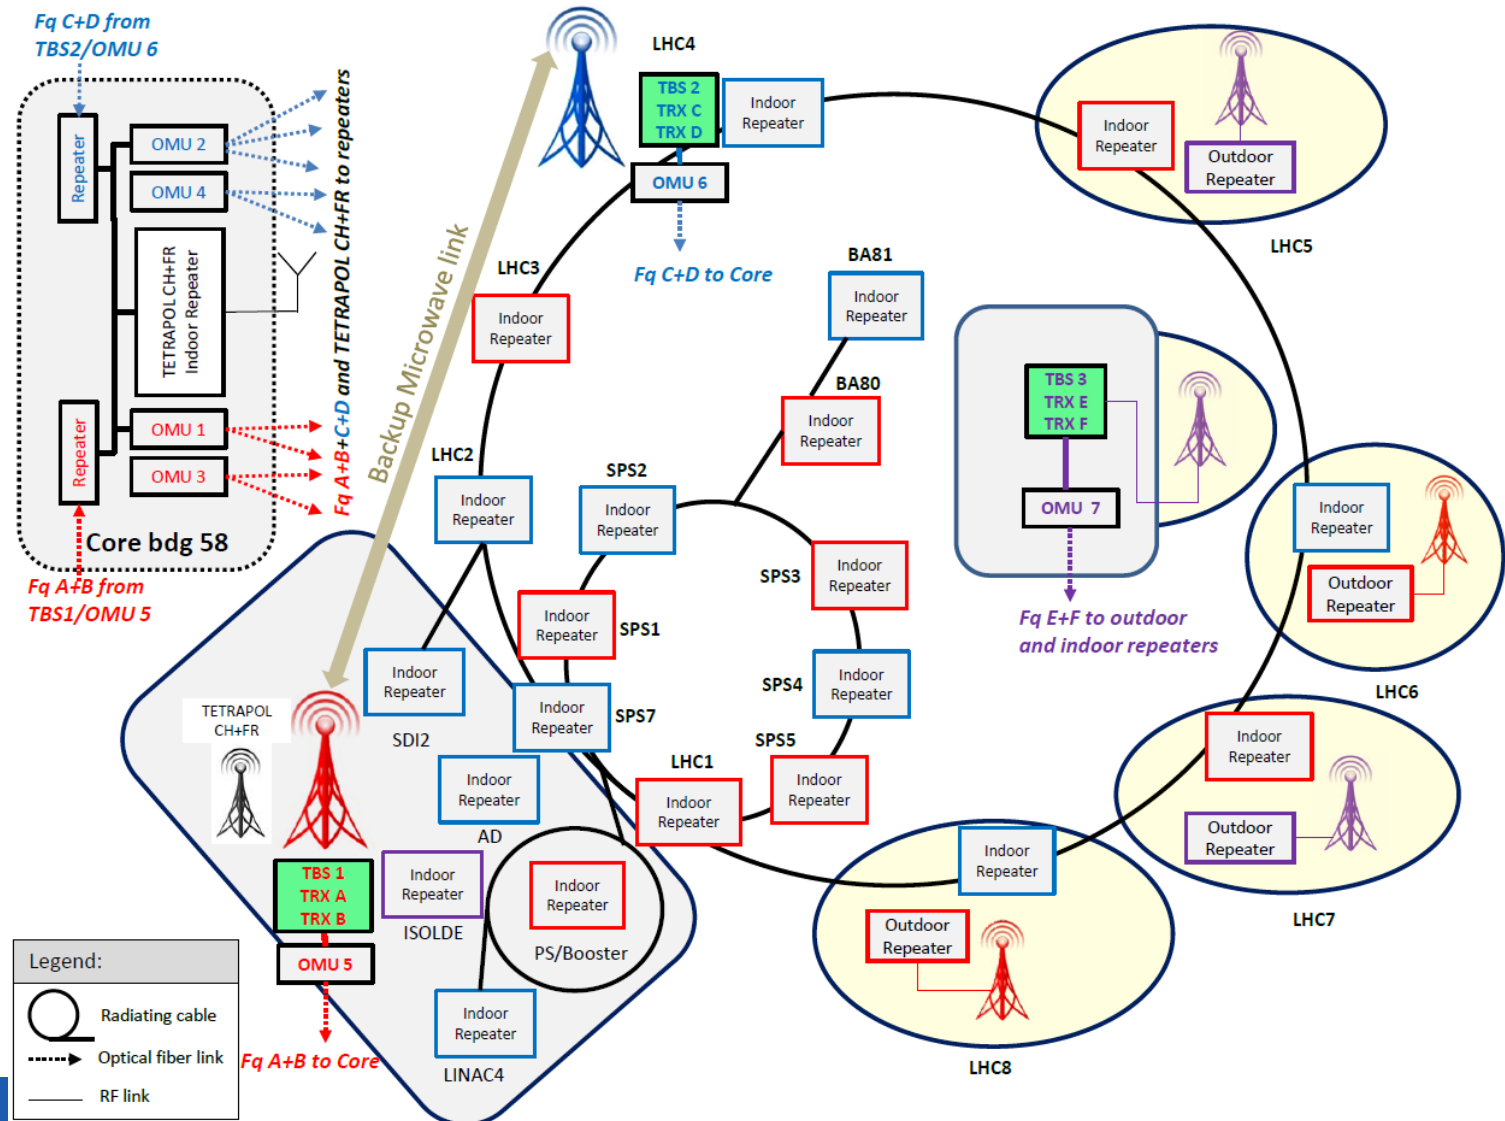 Fq C+D from
TBS2/OMU 6
Repeater
OMU 2
OMU 4
TETRAPOL CH+FR
Indoor Repeater
OMU 1
OMU 3
Repeater
Core bdg 58
Fq A+B from
TBS1/OMU 5
Fq A+B+C+D and TETRAPOL CH+FR to repeaters
Backup Microwave link
LHC4
TBS 2
TRX C
TRX D
Indoor
Repeater
OMU 6
Fq C+D to Core
Indoor
Repeater
Outdoor
Repeater
LHC5
LHC3
Indoor
Repeater
BA81
Indoor
Repeater
BA80
Indoor
Repeater
LHC2
Indoor
Repeater
SPS2
Indoor
Repeater
TBS 3
TRX E
TRX F
OMU 7
Fq E+F to outdoor
and indoor repeaters
Indoor
Repeater
Outdoor
Repeater
LHC6
SPS3
Indoor
Repeater
Indoor
Repeater
SPS1
SPS4
Indoor
Repeater
Indoor
Repeater
SDI2
Indoor
Repeater
SPS7
TETRAPOL
CH+FR
SPS5
Indoor
Repeater
LHC1
Indoor
Repeater
Indoor
Repeater
AD
Indoor
Repeater
Outdoor
Repeater
LHC7
TBS 1
TRX A
TRX B
OMU 5
Fq A+B to Core
Indoor
Repeater
ISOLDE
Indoor
Repeater
PS/Booster
Indoor
Repeater
LINAC4
Indoor
Repeater
Outdoor
Repeater
LHC8
Legend:
Radiating cable
Optical fiber link
RF link